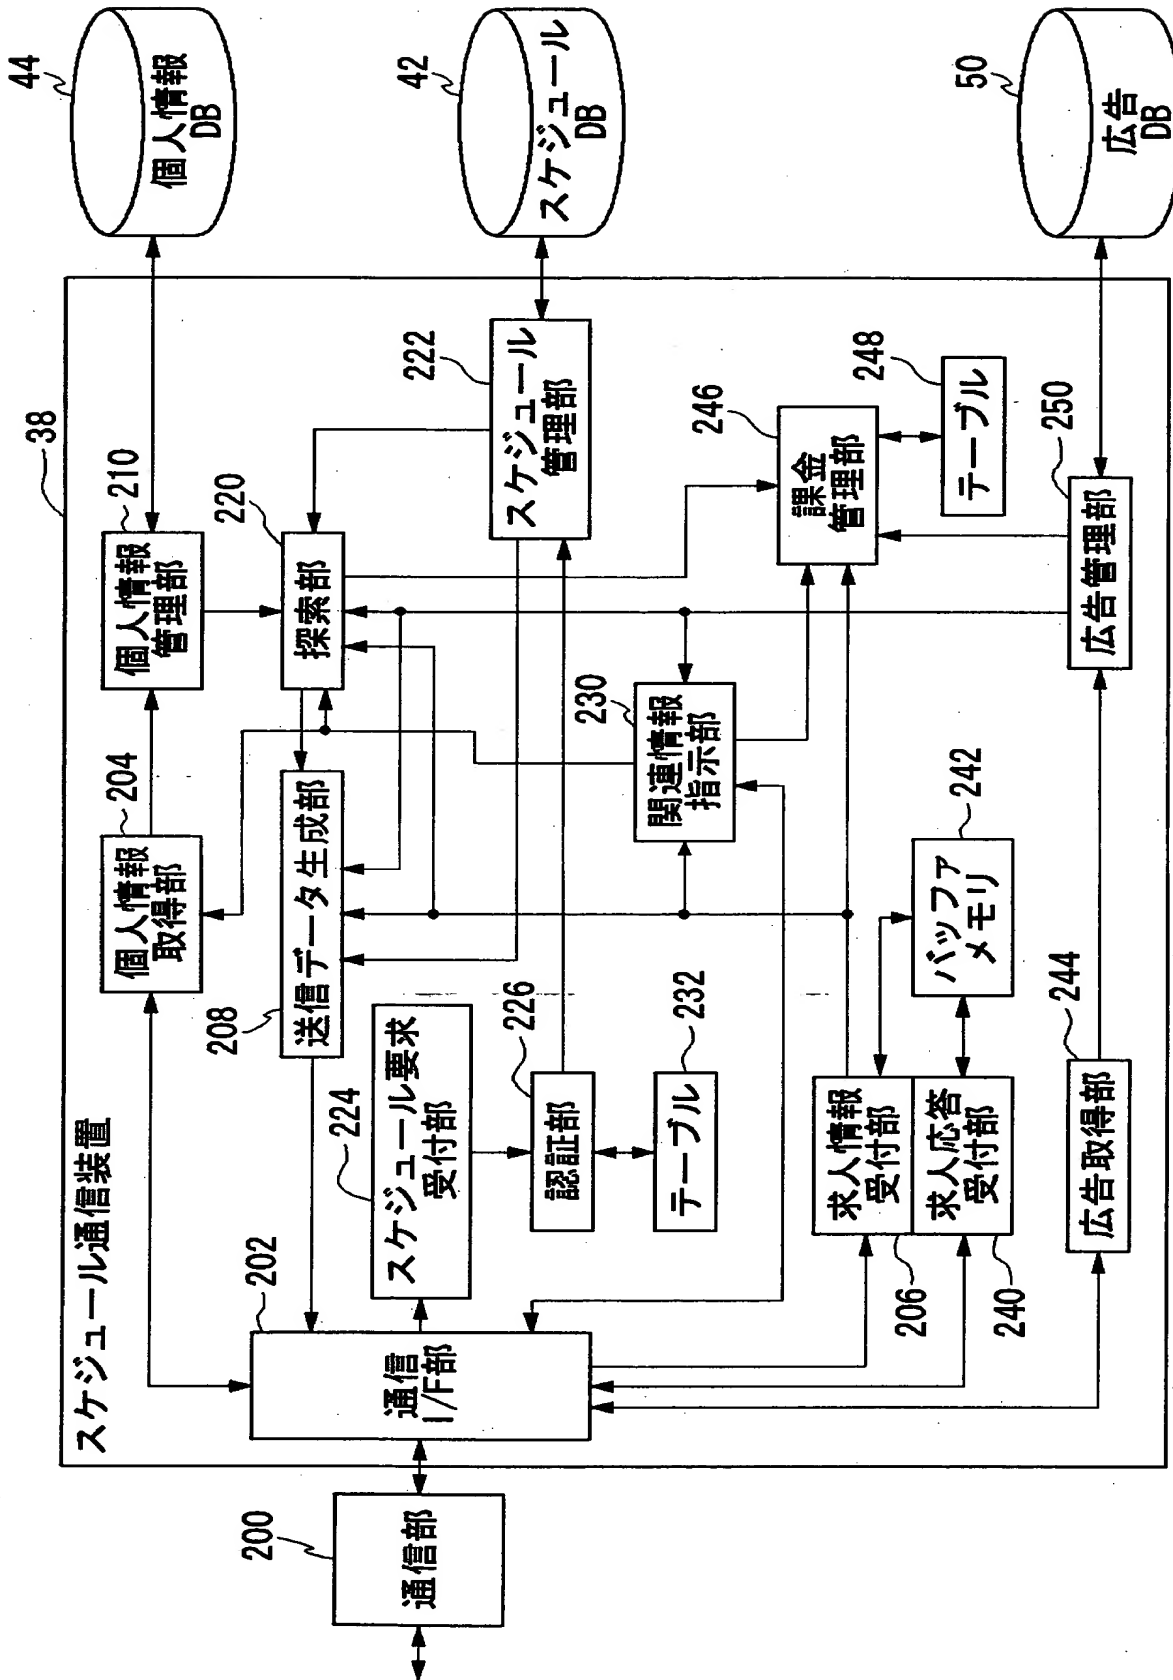 スケジュール通信装置
38
44
個人情報
DB
42
スケジュール
DB
50
広告
DB
200
通信部
202
通信
I/F部
204
個人情報
取得部
210
個人情報
管理部
208
送信データ生成部
220
探索部
222
スケジュール
管理部
224
スケジュール要求
受付部
226
認証部
232
テーブル
230
関連情報
指示部
246
課金
管理部
248
テーブル
206
求人情報
受付部
240
求人応答
受付部
242
バッファ
メモリ
244
広告取得部
250
広告管理部